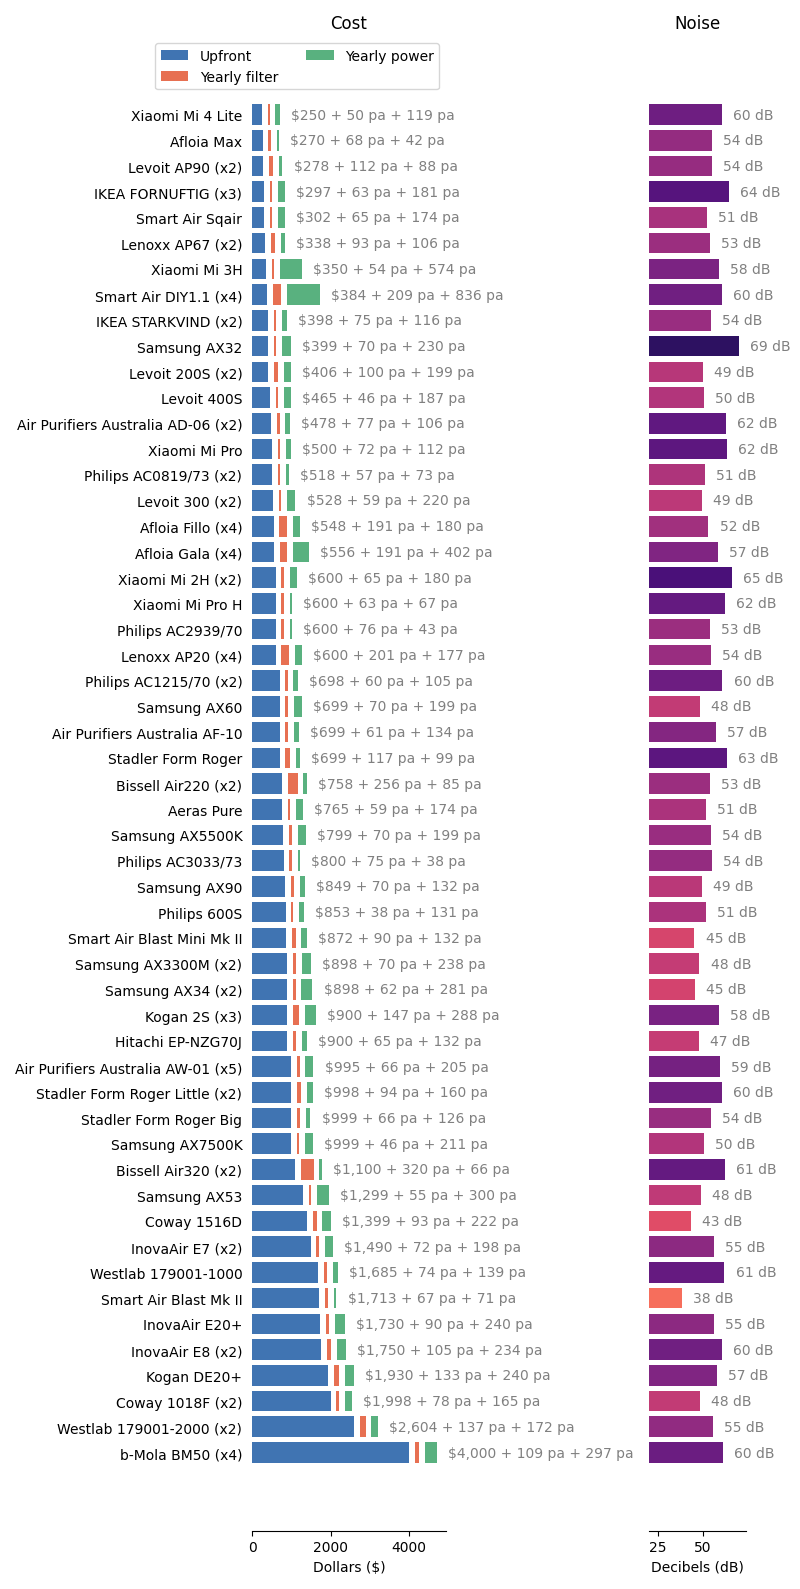 Cost Noise
Upfront Yearly power
Yearly filter
Xiaomi Mi 4 Lite $250 + 50 pa + 119 pa 60 dB
Afloia Max $270 + 68 pa + 42 pa 54 dB
Levoit AP90 (x2) $278 + 112 pa + 88 pa 54 dB
IKEA FORNUFTIG (x3) $297 + 63 pa + 181 pa 64 dB
Smart Air Sqair $302 + 65 pa + 174 pa 51 dB
Lenoxx AP67 (x2) $338 + 93 pa + 106 pa 53 dB
Xiaomi Mi 3H $350 + 54 pa + 574 pa 58 dB
Smart Air DIY1.1 (x4) $384 + 209 pa + 836 pa 60 dB
IKEA STARKVIND (x2) $398 + 75 pa + 116 pa 54 dB
Samsung AX32 $399 + 70 pa + 230 pa 69 dB
Levoit 200S (x2) $406 + 100 pa + 199 pa 49 dB
Levoit 400S $465 + 46 pa + 187 pa 50 dB
Air Purifiers Australia AD-06 (x2) $478 + 77 pa + 106 pa 62 dB
Xiaomi Mi Pro $500 + 72 pa + 112 pa 62 dB
Philips AC0819/73 (x2) $518 + 57 pa + 73 pa 51 dB
Levoit 300 (x2) $528 + 59 pa + 220 pa 49 dB
Afloia Fillo (x4) $548 + 191 pa + 180 pa 52 dB
Afloia Gala (x4) $556 + 191 pa + 402 pa 57 dB
Xiaomi Mi 2H (x2) $600 + 65 pa + 180 pa 65 dB
Xiaomi Mi Pro H $600 + 63 pa + 67 pa 62 dB
Philips AC2939/70 $600 + 76 pa + 43 pa 53 dB
Lenoxx AP20 (x4) $600 + 201 pa + 177 pa 54 dB
Philips AC1215/70 (x2) $698 + 60 pa + 105 pa 60 dB
Samsung AX60 $699 + 70 pa + 199 pa 48 dB
Air Purifiers Australia AF-10 $699 + 61 pa + 134 pa 57 dB
Stadler Form Roger $699 + 117 pa + 99 pa 63 dB
Bissell Air220 (x2) $758 + 256 pa + 85 pa 53 dB
Aeras Pure $765 + 59 pa + 174 pa 51 dB
Samsung AX5500K $799 + 70 pa + 199 pa 54 dB
Philips AC3033/73 $800 + 75 pa + 38 pa 54 dB
Samsung AX90 $849 + 70 pa + 132 pa 49 dB
Philips 600S $853 + 38 pa + 131 pa 51 dB
Smart Air Blast Mini Mk II $872 + 90 pa + 132 pa 45 dB
Samsung AX3300M (x2) $898 + 70 pa + 238 pa 48 dB
Samsung AX34 (x2) $898 + 62 pa + 281 pa 45 dB
Kogan 2S (x3) $900 + 147 pa + 288 pa 58 dB
Hitachi EP-NZG70J $900 + 65 pa + 132 pa 47 dB
Air Purifiers Australia AW-01 (x5) $995 + 66 pa + 205 pa 59 dB
Stadler Form Roger Little (x2) $998 + 94 pa + 160 pa 60 dB
Stadler Form Roger Big $999 + 66 pa + 126 pa 54 dB
Samsung AX7500K $999 + 46 pa + 211 pa 50 dB
Bissell Air320 (x2) $1,100 + 320 pa + 66 pa 61 dB
Samsung AX53 $1,299 + 55 pa + 300 pa 48 dB
Coway 1516D $1,399 + 93 pa + 222 pa 43 dB
InovaAir E7 (x2) $1,490 + 72 pa + 198 pa 55 dB
Westlab 179001-1000 $1,685 + 74 pa + 139 pa 61 dB
Smart Air Blast Mk II $1,713 + 67 pa + 71 pa 38 dB
InovaAir E20+ $1,730 + 90 pa + 240 pa 55 dB
InovaAir E8 (x2) $1,750 + 105 pa + 234 pa 60 dB
Kogan DE20+ $1,930 + 133 pa + 240 pa 57 dB
Coway 1018F (x2) $1,998 + 78 pa + 165 pa 48 dB
Westlab 179001-2000 (x2) $2,604 + 137 pa + 172 pa 55 dB
b-Mola BM50 (x4) $4,000 + 109 pa + 297 pa 60 dB
0 2000 4000 25 50
Dollars ($) Decibels (dB)